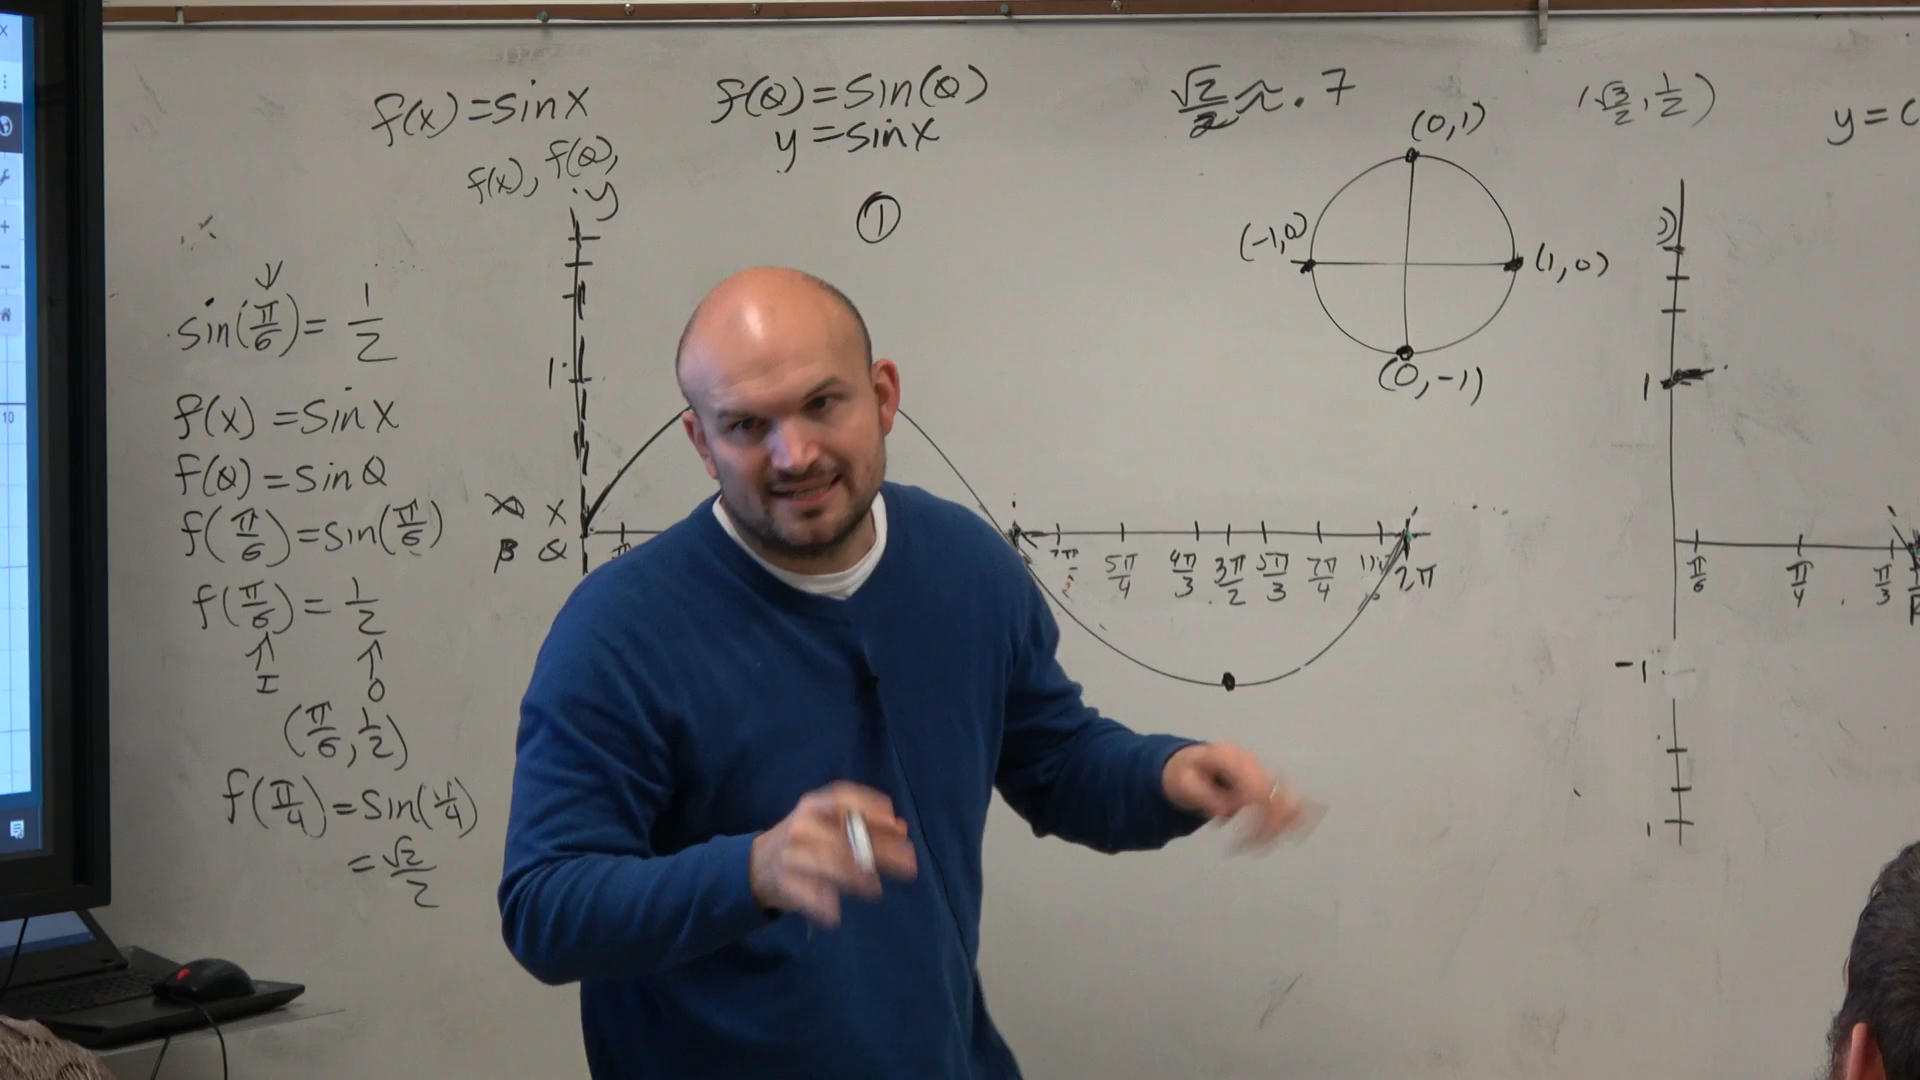 f(x) = sin x
f(θ) = sin(θ)
y = sin x
f(x), f(θ),
y
①
√2/2 ≈ .7
(√3/2, 1/2)
y =
(0,1)
(-1,0)
(1,0)
(0,-1)
sin(π/6) = 1/2
f(x) = sin x
f(θ) = sin θ
f(π/6) = sin(π/6)
f(π/6) = 1/2
↑ ↑
I O
(π/6, 1/2)
f(π/4) = sin(π/4)
= √2/2
1
x
β θ
5π/4 4π/3 3π/2 5π/3 7π/4 2π
1
π/6 π/4 π/3
-1
10